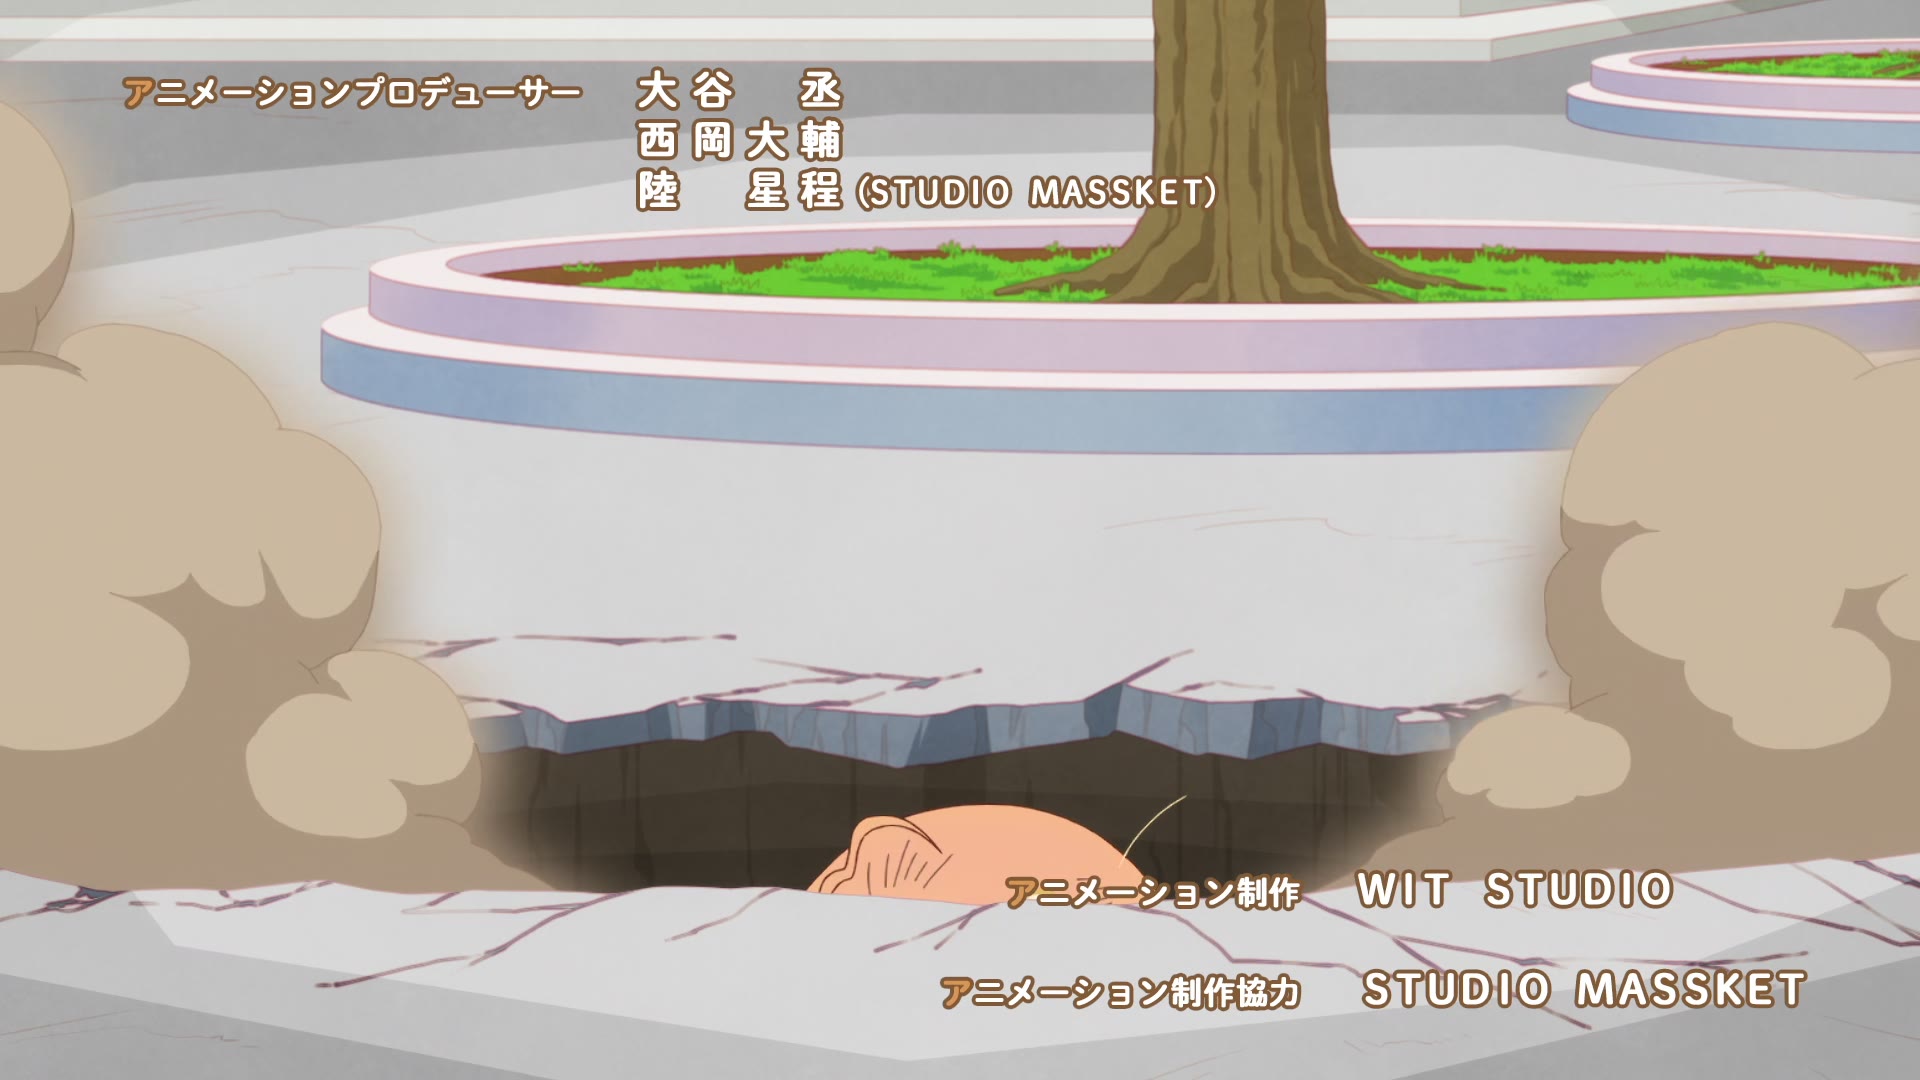 アニメーションプロデューサー 大谷 丞
西岡大輔
陸 星程(STUDIO MASSKET)
アニメーション制作 WIT STUDIO
アニメーション制作協力 STUDIO MASSKET